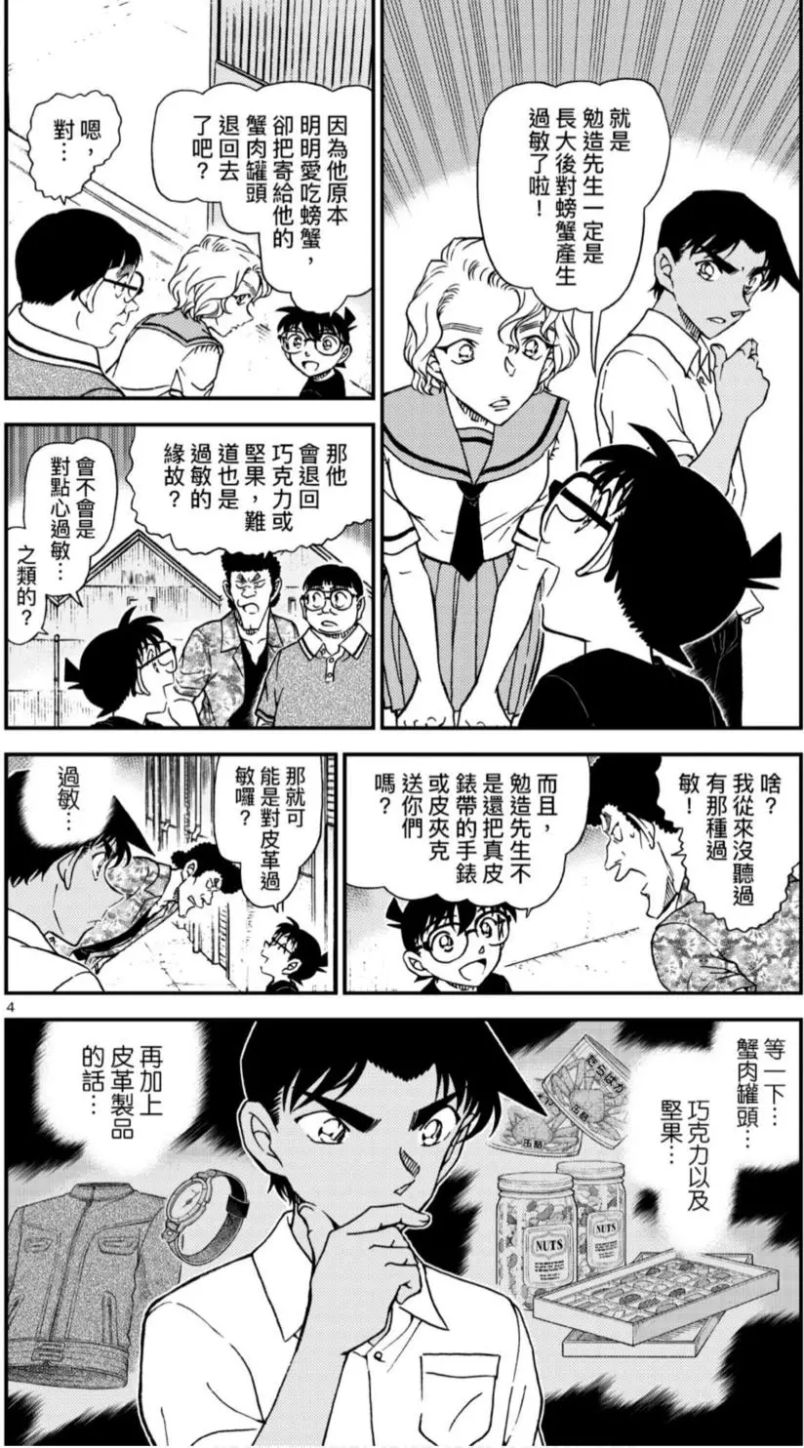 就是
勉造先生一定是
長大後對螃蟹產生
過敏了啦！
因為他原本
明明愛吃螃蟹，
卻把寄給他的
蟹肉罐頭
退回去
了吧？
嗯，
對…
那他
會退回
巧克力或
堅果，難
道也是
過敏的
緣故？
會不會是
對點心過敏…
之類的？
啥？
我從來沒聽過
有那種過
敏！
而且，
勉造先生不
是還把真皮
錶帶的手錶
或皮夾克
送你們
嗎？
那就可
能是對皮革過
敏囉？
過敏…
4
等一下…
蟹肉罐頭…
巧克力以及
堅果…
再加上
皮革製品
的話…
たらばが
缶詰
NUTS
NUTS